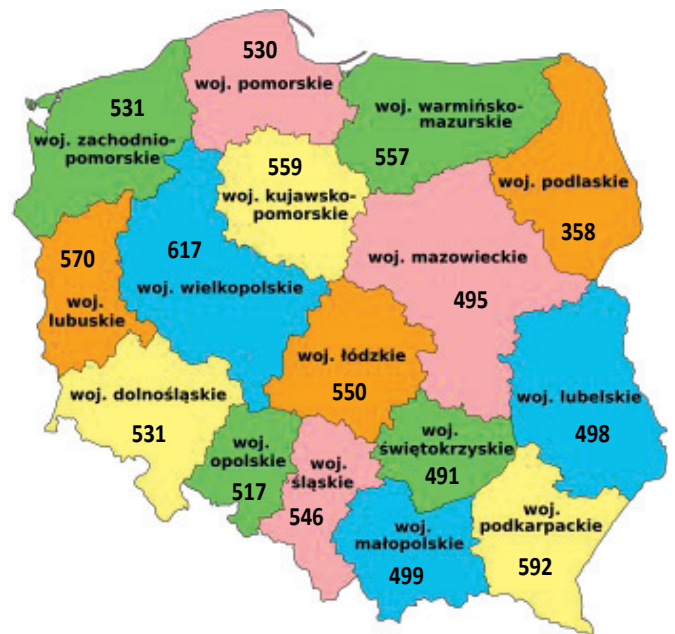 530
woj. pomorskie
531
woj. zachodnio-
pomorskie
woj. warmińsko-
mazurskie
557
559
woj. kujawsko-
pomorskie
woj. podlaskie
358
570
woj.
lubuskie
617
woj. wielkopolskie
woj. mazowieckie
495
woj. łódzkie
550
woj. dolnośląskie
531
woj. lubelskie
498
woj.
opolskie
517
woj.
śląskie
546
woj.
świętokrzyskie
491
woj.
małopolskie
499
woj.
podkarpackie
592